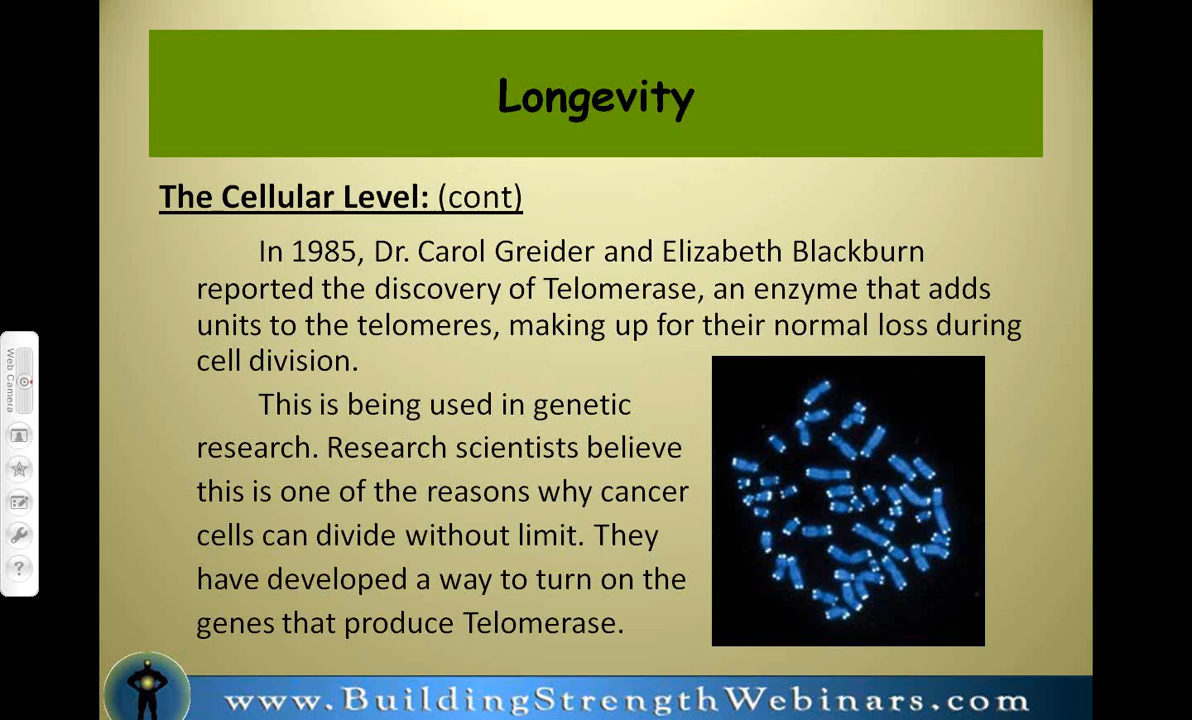 Longevity
The Cellular Level: (cont)
In 1985, Dr. Carol Greider and Elizabeth Blackburn
reported the discovery of Telomerase, an enzyme that adds
units to the telomeres, making up for their normal loss during
cell division.
This is being used in genetic
research. Research scientists believe
this is one of the reasons why cancer
cells can divide without limit. They
have developed a way to turn on the
genes that produce Telomerase.
Web Camera
?
www.BuildingStrengthWebinars.com